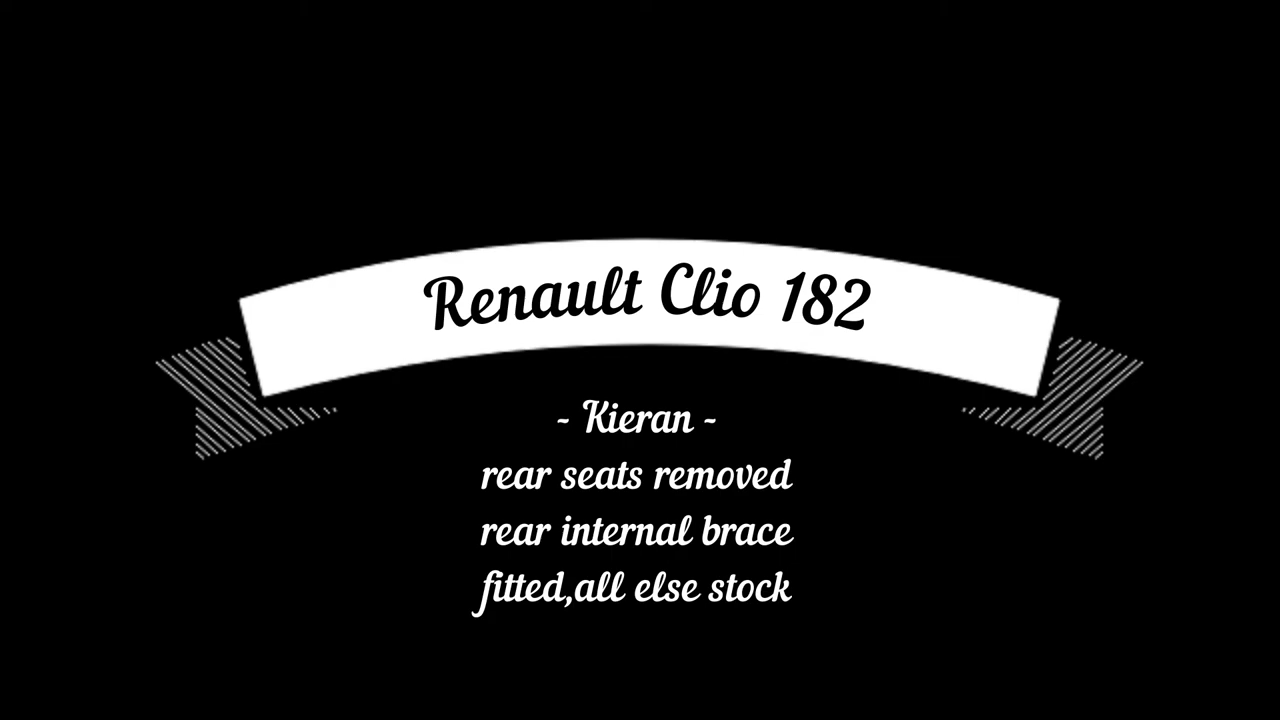 Renault Clio 182
- Kieran -
rear seats removed
rear internal brace
fitted,all else stock